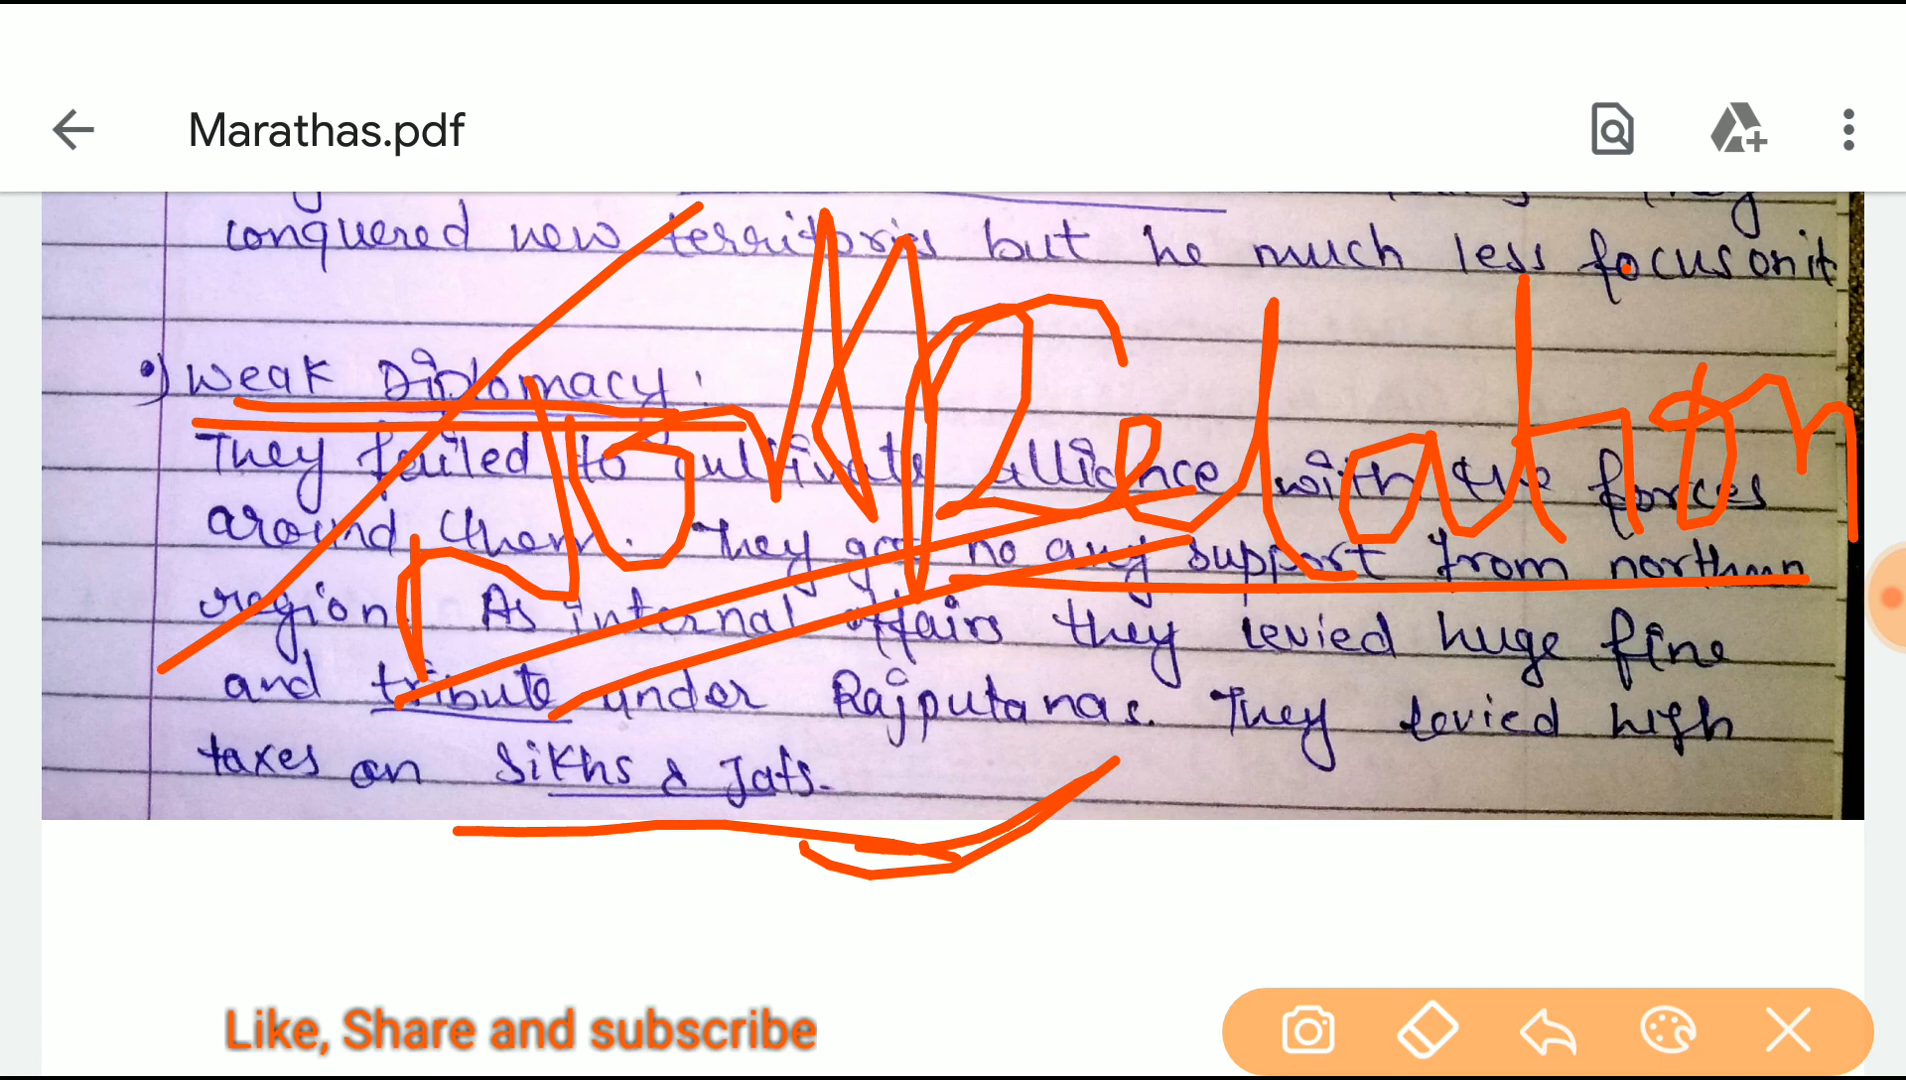 Marathas.pdf
conquered new territories but he much less focus on it
•) Weak Diplomacy:
They failed to cultivate alliance with the forces
around them. They got no any support from northern
region. As internal affairs they levied huge fine
and tribute under Rajputanas. They levied high
taxes on Sikhs & Jats.
Relation
Like, Share and subscribe